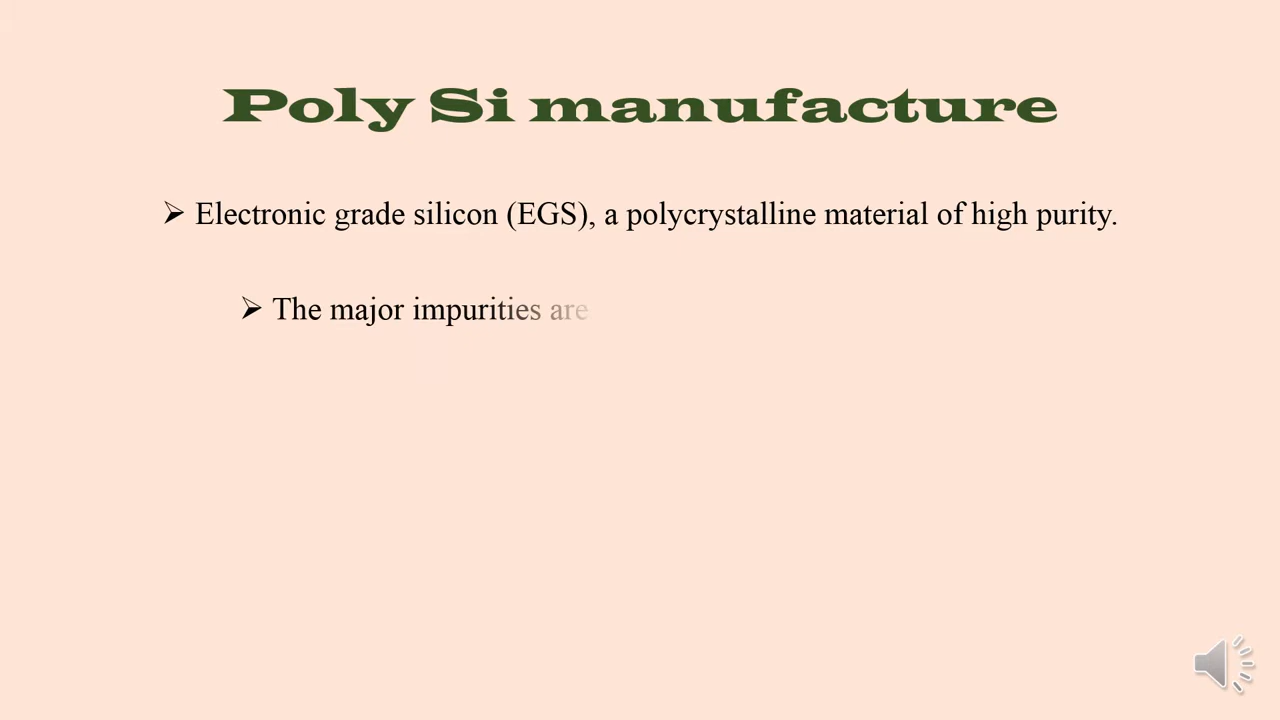 Poly Si manufacture
➢ Electronic grade silicon (EGS), a polycrystalline material of high purity.
➢ The major impurities are